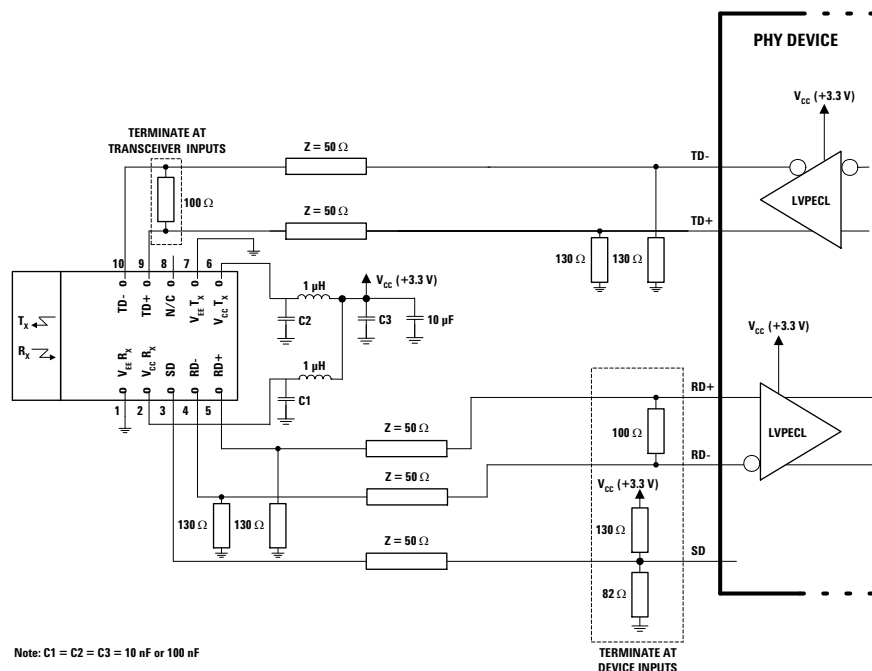 PHY DEVICE
VCC (+3.3 V)
TERMINATE AT
TRANSCEIVER INPUTS
Z = 50 Ω
TD-
LVPECL
100 Ω
Z = 50 Ω
TD+
130 Ω
130 Ω
10 9 8 7 6
TD-
TD+
N/C
VEE TX
VCC TX
1 µH
VCC (+3.3 V)
C2
C3
10 µF
TX
RX
VEE RX
VCC RX
SD
RD-
RD+
1 µH
C1
1 2 3 4 5
VCC (+3.3 V)
RD+
Z = 50 Ω
100 Ω
LVPECL
RD-
Z = 50 Ω
VCC (+3.3 V)
130 Ω
130 Ω
130 Ω
Z = 50 Ω
SD
82 Ω
Note: C1 = C2 = C3 = 10 nF or 100 nF
TERMINATE AT
DEVICE INPUTS